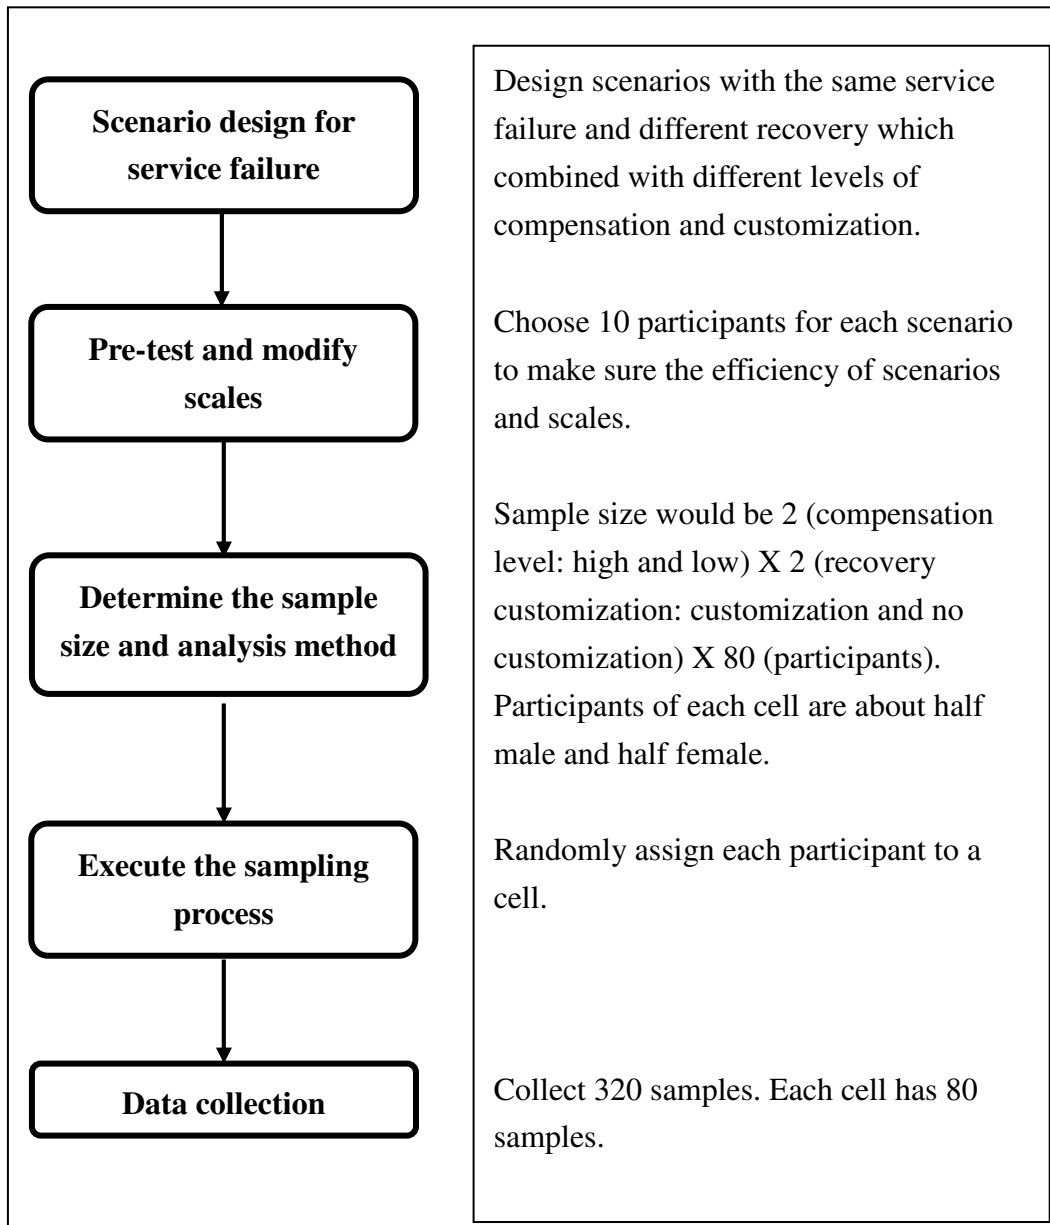 Scenario design for
service failure
Design scenarios with the same service
failure and different recovery which
combined with different levels of
compensation and customization.
Pre-test and modify
scales
Choose 10 participants for each scenario
to make sure the efficiency of scenarios
and scales.
Determine the sample
size and analysis method
Sample size would be 2 (compensation
level: high and low) X 2 (recovery
customization: customization and no
customization) X 80 (participants).
Participants of each cell are about half
male and half female.
Execute the sampling
process
Randomly assign each participant to a
cell.
Data collection
Collect 320 samples. Each cell has 80
samples.